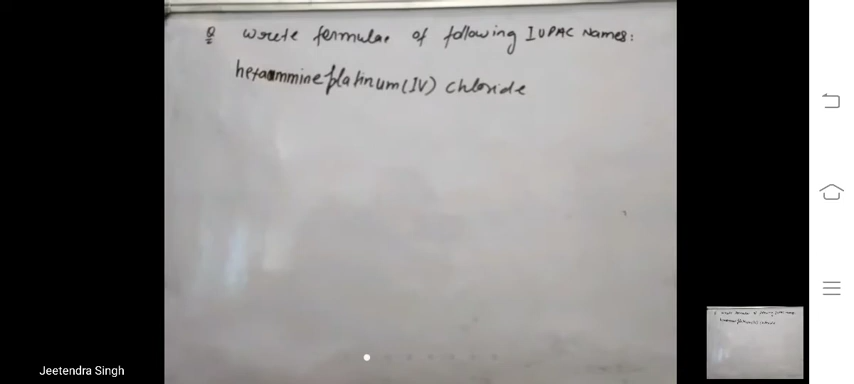 Q Write formulae of following IUPAC Names:
hexaammineplatinum(IV) chloride
Jeetendra Singh